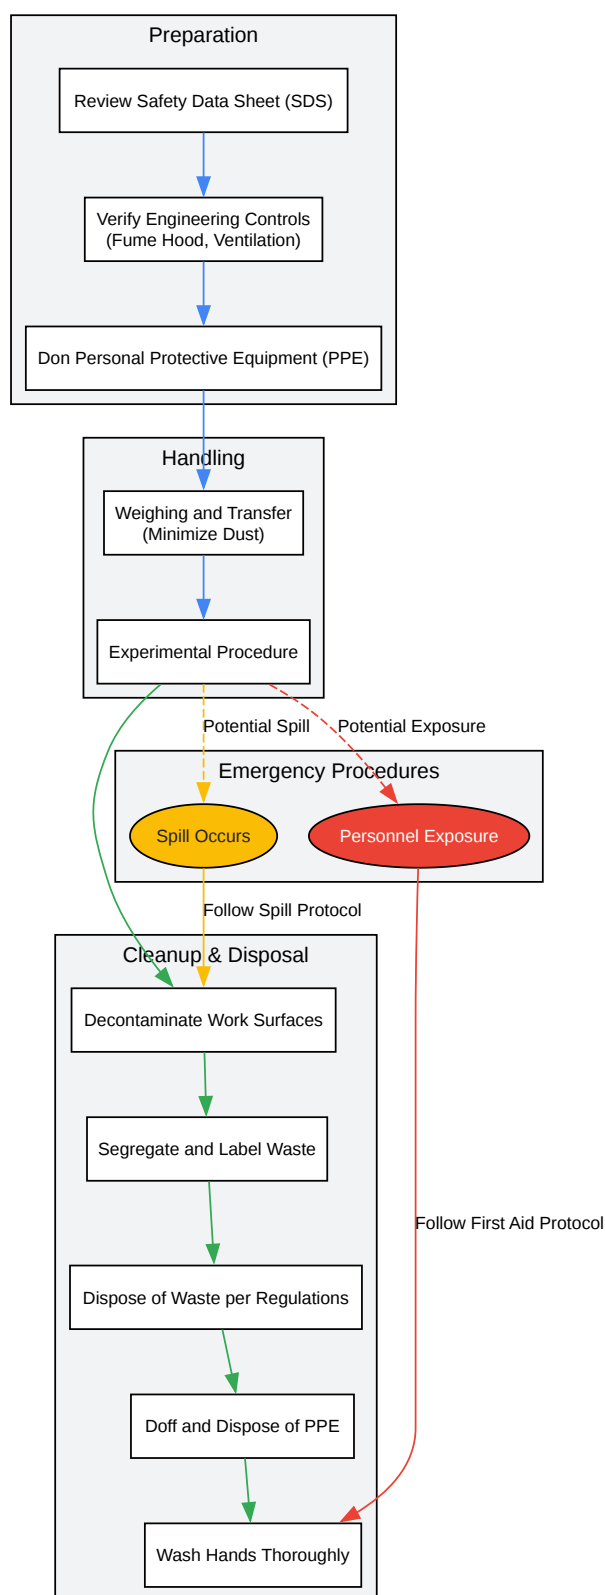 Preparation
Review Safety Data Sheet (SDS)
Verify Engineering Controls
(Fume Hood, Ventilation)
Don Personal Protective Equipment (PPE)
Handling
Weighing and Transfer
(Minimize Dust)
Experimental Procedure
Potential Spill
Potential Exposure
Emergency Procedures
Spill Occurs
Personnel Exposure
Follow Spill Protocol
Cleanup & Disposal
Decontaminate Work Surfaces
Segregate and Label Waste
Follow First Aid Protocol
Dispose of Waste per Regulations
Doff and Dispose of PPE
Wash Hands Thoroughly